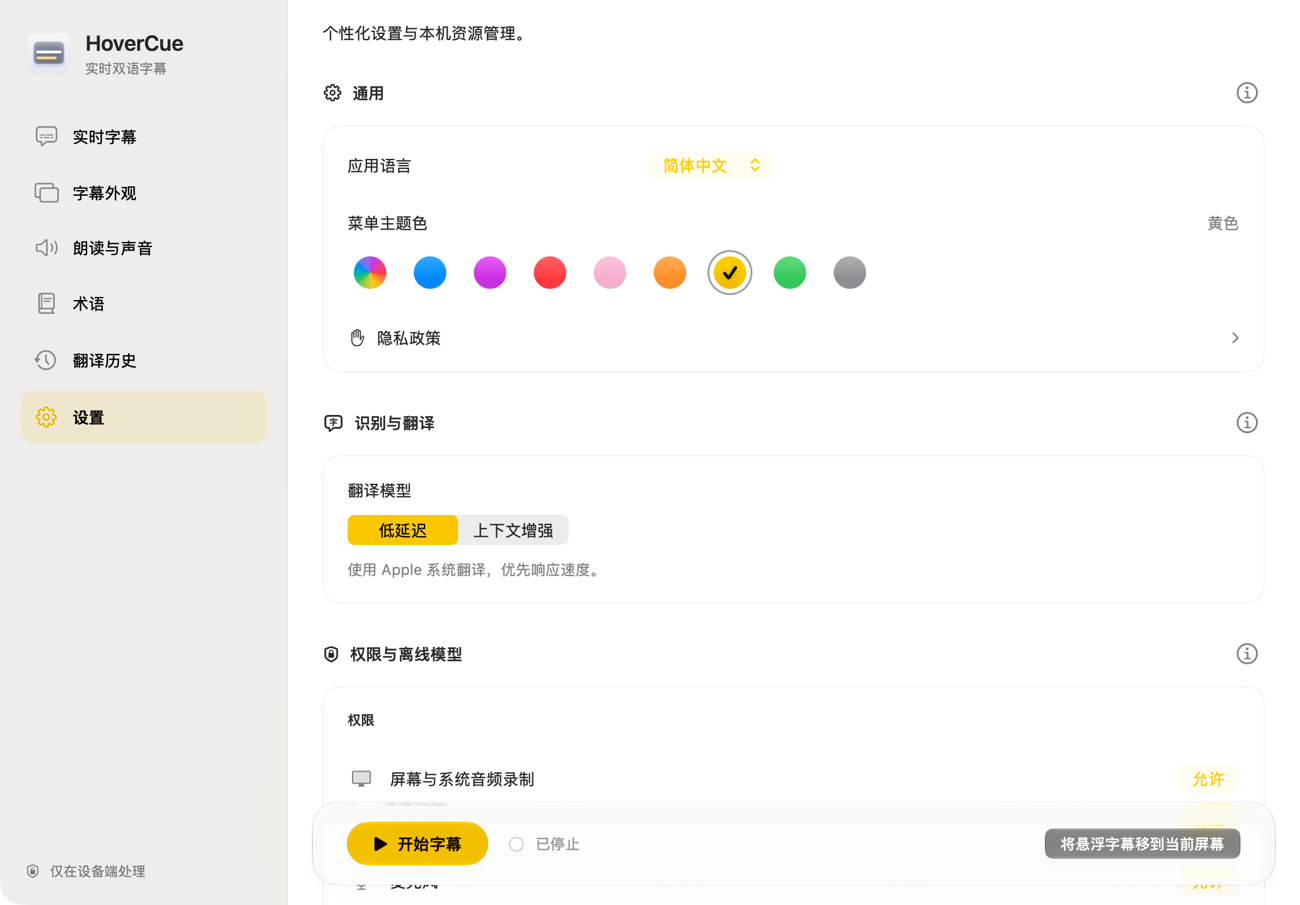 HoverCue
实时双语字幕
实时字幕
字幕外观
朗读与声音
术语
翻译历史
设置
仅在设备端处理
个性化设置与本机资源管理。
通用
应用语言
简体中文
菜单主题色
黄色
隐私政策
识别与翻译
翻译模型
低延迟
上下文增强
使用 Apple 系统翻译，优先响应速度。
权限与离线模型
权限
屏幕与系统音频录制
允许
开始字幕
已停止
将悬浮字幕移到当前屏幕